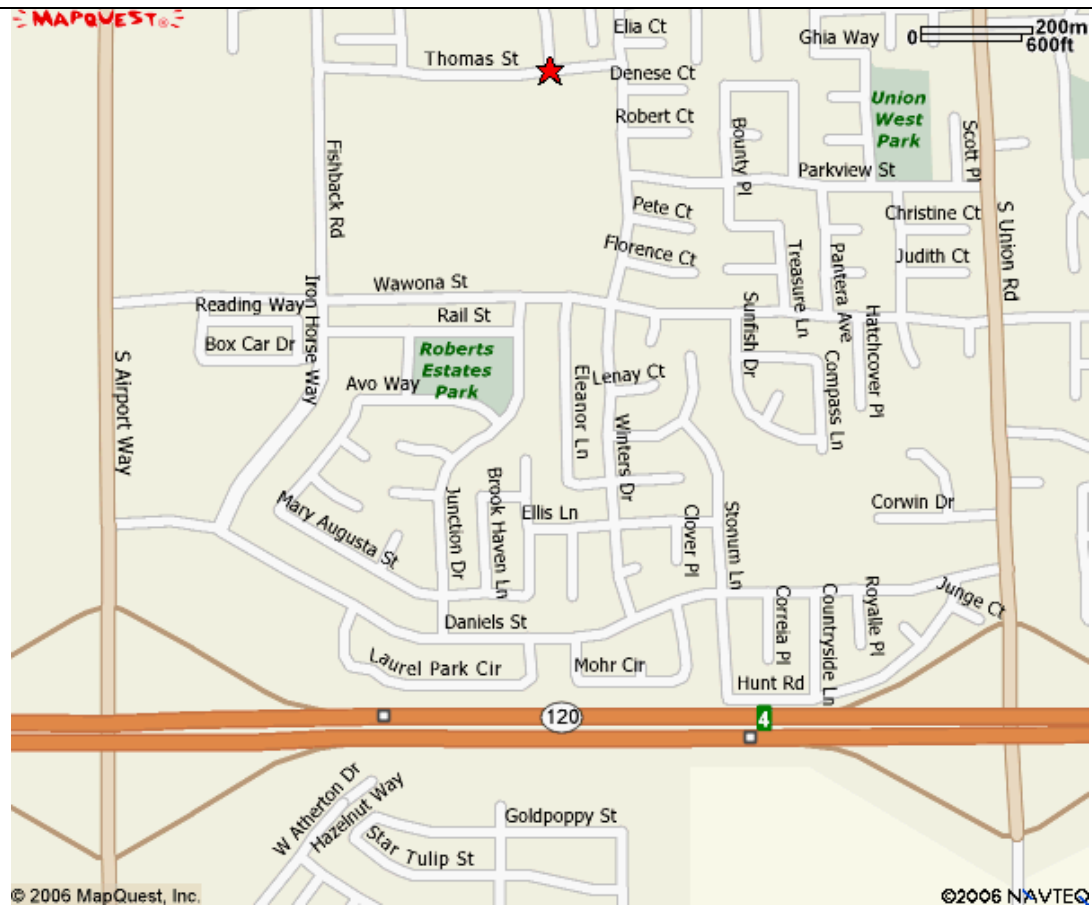 MAPQUEST®
Elia Ct
Ghia Way
0 200m
600ft
Thomas St
Denese Ct
Robert Ct
Union
West
Park
Bounty Pl
Scott Pl
Fishback Rd
Parkview St
Pete Ct
Christine Ct
S Union Rd
Florence Ct
Treasure Ln
Pantera Ave
Judith Ct
Wawona St
Reading Way
Iron Horse Way
Rail St
Sunfish Dr
Hatchcover Pl
Box Car Dr
Roberts
Estates
Park
S Airport Way
Avo Way
Eleanor Ln
Lenay Ct
Compass Ln
Winters Dr
Brook Haven Ln
Junction Dr
Mary Augusta St
Ellis Ln
Clover Pl
Stonum Ln
Corwin Dr
Daniels St
Correia Pl
Countryside Ln
Royalle Pl
Junge Ct
Laurel Park Cir
Mohr Cir
Hunt Rd
120
4
W Atherton Dr
Hazelnut Way
Goldpoppy St
Star Tulip St
© 2006 MapQuest, Inc.
©2006 NAVTEQ